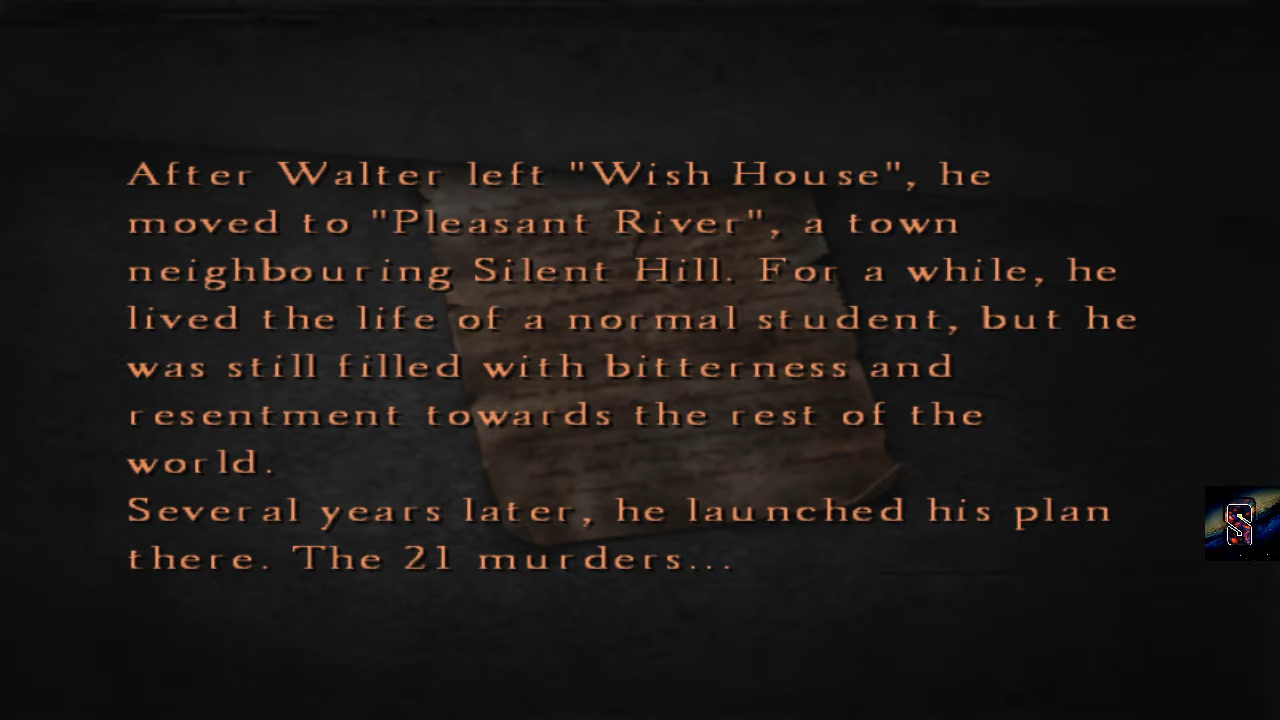 After Walter left "Wish House", he
moved to "Pleasant River", a town
neighbouring Silent Hill. For a while, he
lived the life of a normal student, but he
was still filled with bitterness and
resentment towards the rest of the
world.
Several years later, he launched his plan
there. The 21 murders...
S